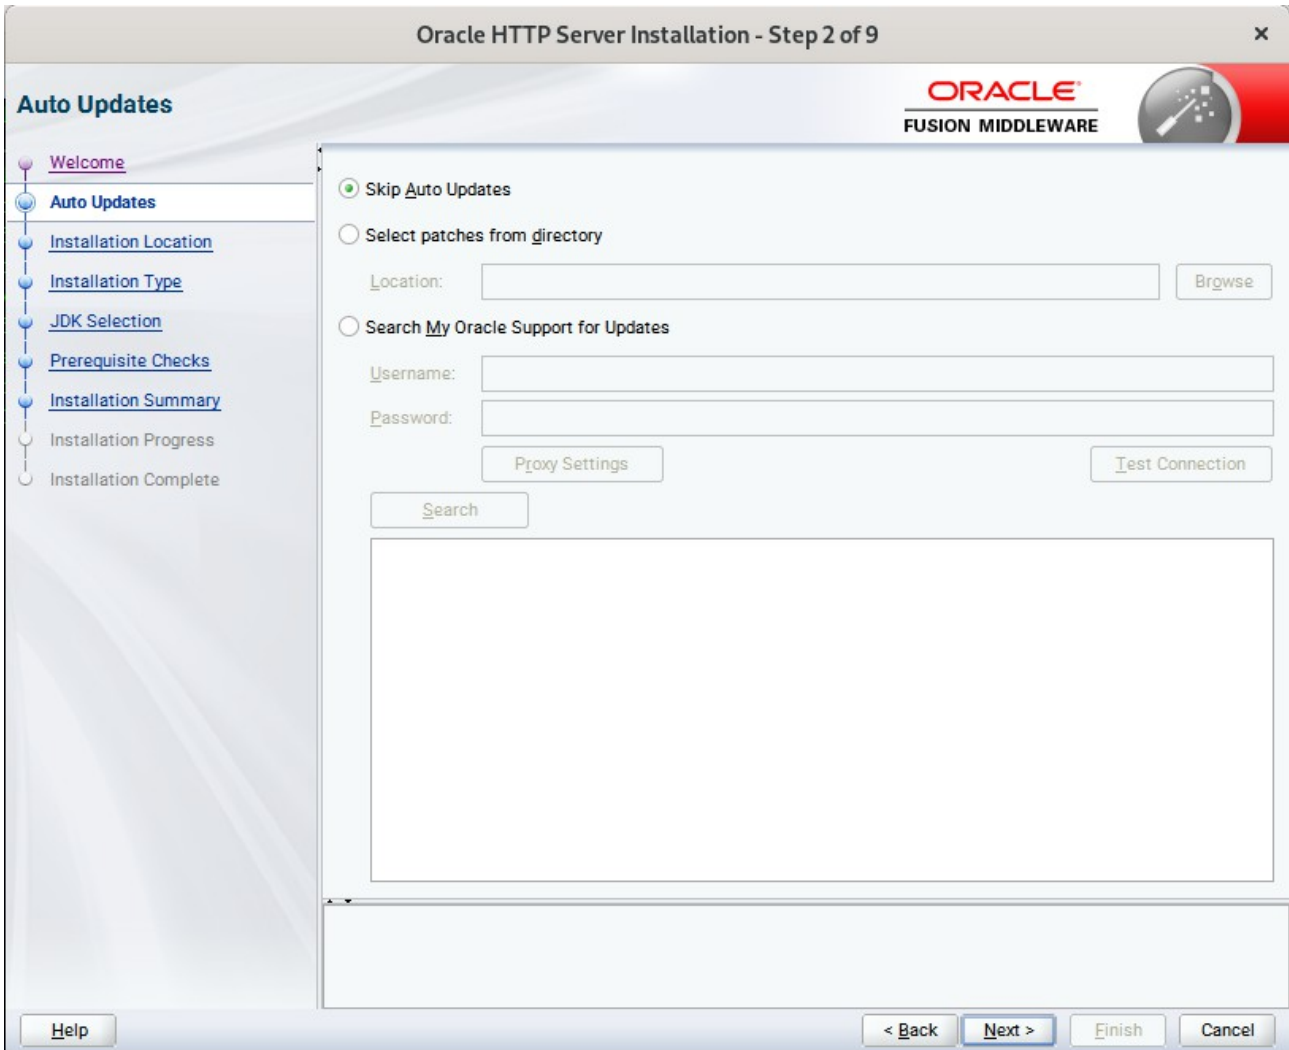 Oracle HTTP Server Installation - Step 2 of 9
Auto Updates
ORACLE
FUSION MIDDLEWARE
Welcome
Auto Updates
Installation Location
Installation Type
JDK Selection
Prerequisite Checks
Installation Summary
Installation Progress
Installation Complete
Skip Auto Updates
Select patches from directory
Location:
Browse
Search My Oracle Support for Updates
Username:
Password:
Proxy Settings
Test Connection
Search
Help
< Back
Next >
Finish
Cancel